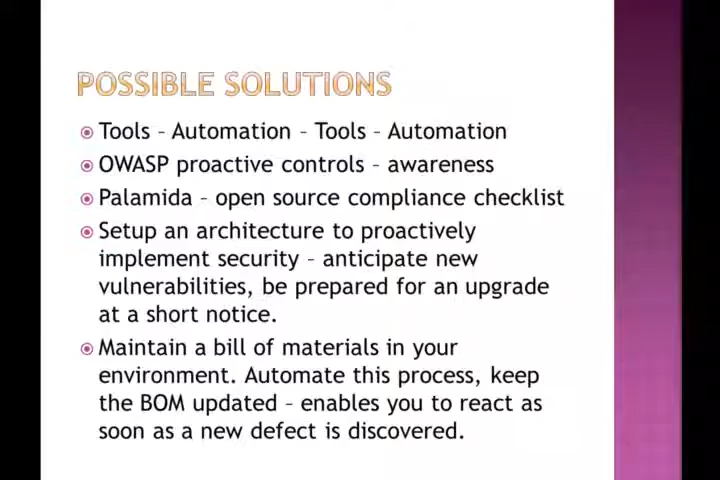 POSSIBLE SOLUTIONS
Tools – Automation – Tools – Automation
OWASP proactive controls – awareness
Palamida – open source compliance checklist
Setup an architecture to proactively
implement security – anticipate new
vulnerabilities, be prepared for an upgrade
at a short notice.
Maintain a bill of materials in your
environment. Automate this process, keep
the BOM updated – enables you to react as
soon as a new defect is discovered.